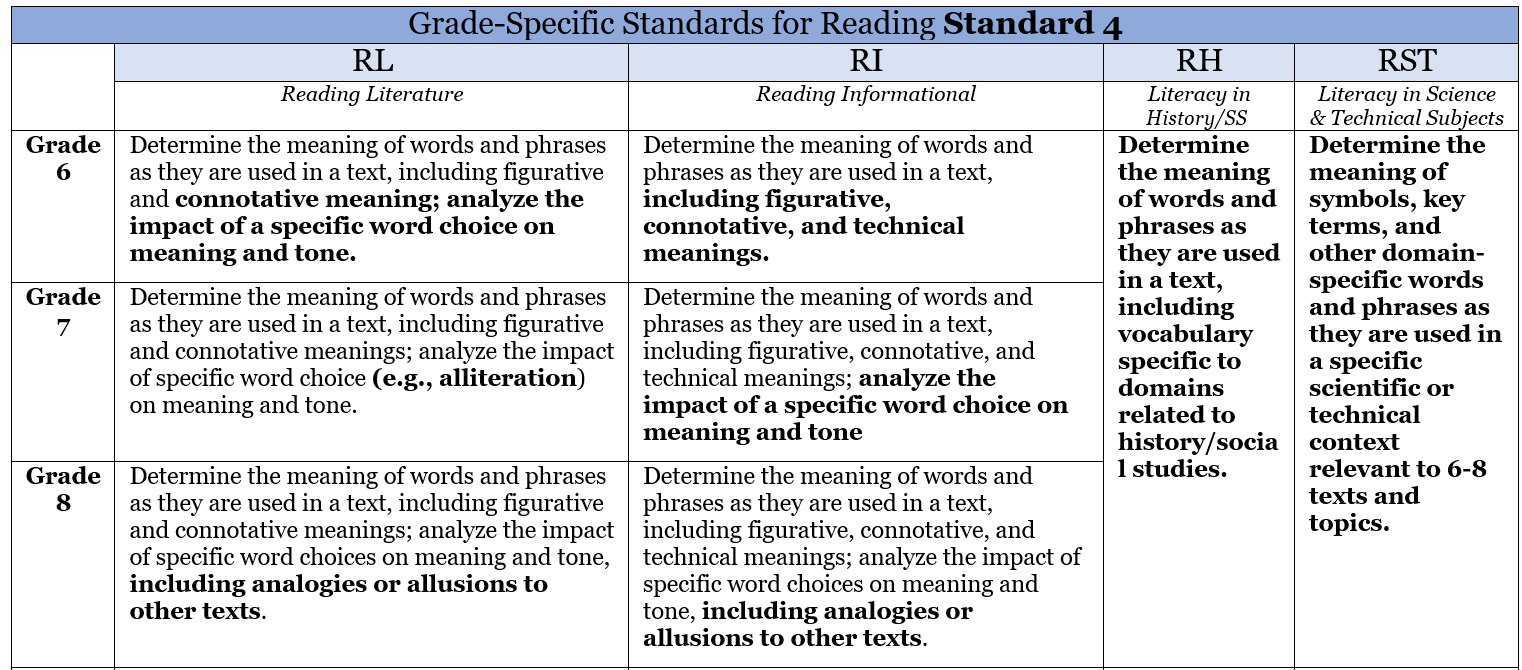 Grade-Specific Standards for Reading Standard 4
RL
RI
RH
RST
Reading Literature
Reading Informational
Literacy in
History/SS
Literacy in Science
& Technical Subjects
Grade
6
Determine the meaning of words and phrases
as they are used in a text, including figurative
and connotative meaning; analyze the
impact of a specific word choice on
meaning and tone.
Determine the meaning of words and
phrases as they are used in a text,
including figurative,
connotative, and technical
meanings.
Determine
the meaning
of words and
phrases as
they are used
in a text,
including
vocabulary
specific to
domains
related to
history/socia
l studies.
Determine the
meaning of
symbols, key
terms, and
other domain-
specific words
and phrases as
they are used in
a specific
scientific or
technical
context
relevant to 6-8
texts and
topics.
Grade
7
Determine the meaning of words and phrases
as they are used in a text, including figurative
and connotative meanings; analyze the impact
of specific word choice (e.g., alliteration)
on meaning and tone.
Determine the meaning of words and
phrases as they are used in a text,
including figurative, connotative, and
technical meanings; analyze the
impact of a specific word choice on
meaning and tone
Grade
8
Determine the meaning of words and phrases
as they are used in a text, including figurative
and connotative meanings; analyze the impact
of specific word choices on meaning and tone,
including analogies or allusions to
other texts.
Determine the meaning of words and
phrases as they are used in a text,
including figurative, connotative, and
technical meanings; analyze the impact of
specific word choices on meaning and
tone, including analogies or
allusions to other texts.